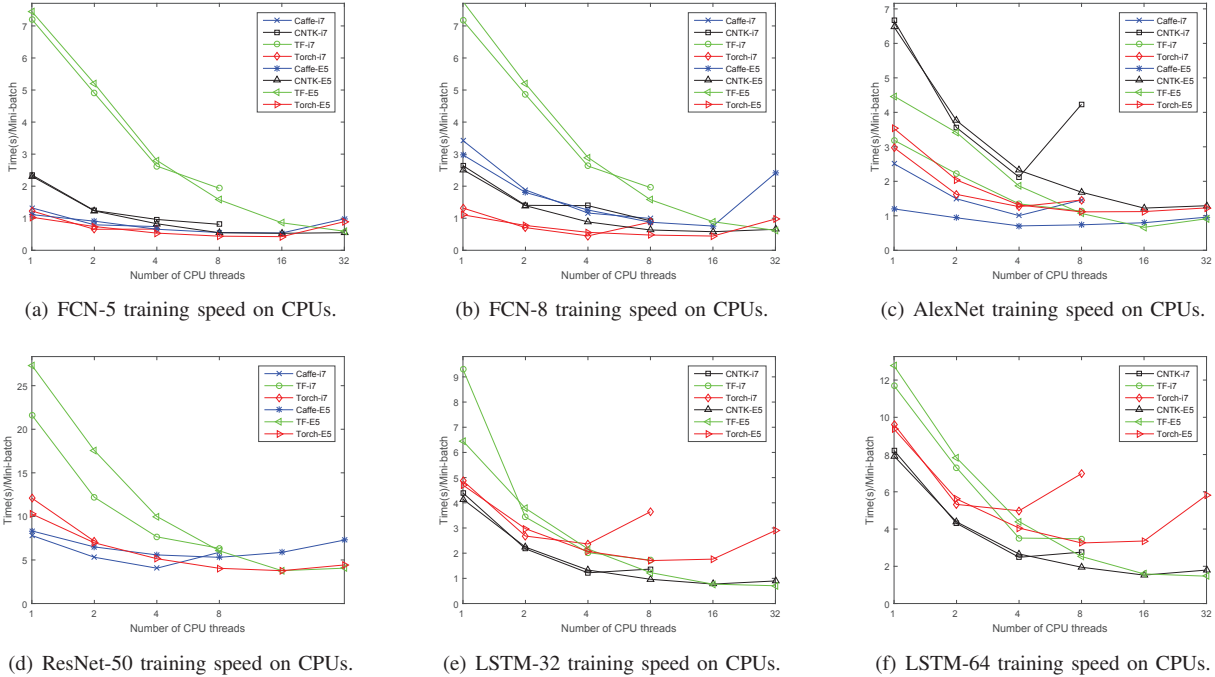 Time(s)/Mini-batch
7
6
5
4
3
2
1
0
1 2 4 8 16 32
Number of CPU threads
Caffe-i7
CNTK-i7
TF-i7
Torch-i7
Caffe-E5
CNTK-E5
TF-E5
Torch-E5
(a) FCN-5 training speed on CPUs.
Time(s)/Mini-batch
7
6
5
4
3
2
1
0
1 2 4 8 16 32
Number of CPU threads
Caffe-i7
CNTK-i7
TF-i7
Torch-i7
Caffe-E5
CNTK-E5
TF-E5
Torch-E5
(b) FCN-8 training speed on CPUs.
Time(s)/Mini-batch
7
6
5
4
3
2
1
0
1 2 4 8 16 32
Number of CPU threads
Caffe-i7
CNTK-i7
TF-i7
Torch-i7
Caffe-E5
CNTK-E5
TF-E5
Torch-E5
(c) AlexNet training speed on CPUs.
Time(s)/Mini-batch
25
20
15
10
5
0
1 2 4 8 16 32
Number of CPU threads
Caffe-i7
TF-i7
Torch-i7
Caffe-E5
TF-E5
Torch-E5
(d) ResNet-50 training speed on CPUs.
Time(s)/Mini-batch
9
8
7
6
5
4
3
2
1
0
1 2 4 8 16 32
Number of CPU threads
CNTK-i7
TF-i7
Torch-i7
CNTK-E5
TF-E5
Torch-E5
(e) LSTM-32 training speed on CPUs.
Time(s)/Mini-batch
12
10
8
6
4
2
0
1 2 4 8 16 32
Number of CPU threads
CNTK-i7
TF-i7
Torch-i7
CNTK-E5
TF-E5
Torch-E5
(f) LSTM-64 training speed on CPUs.